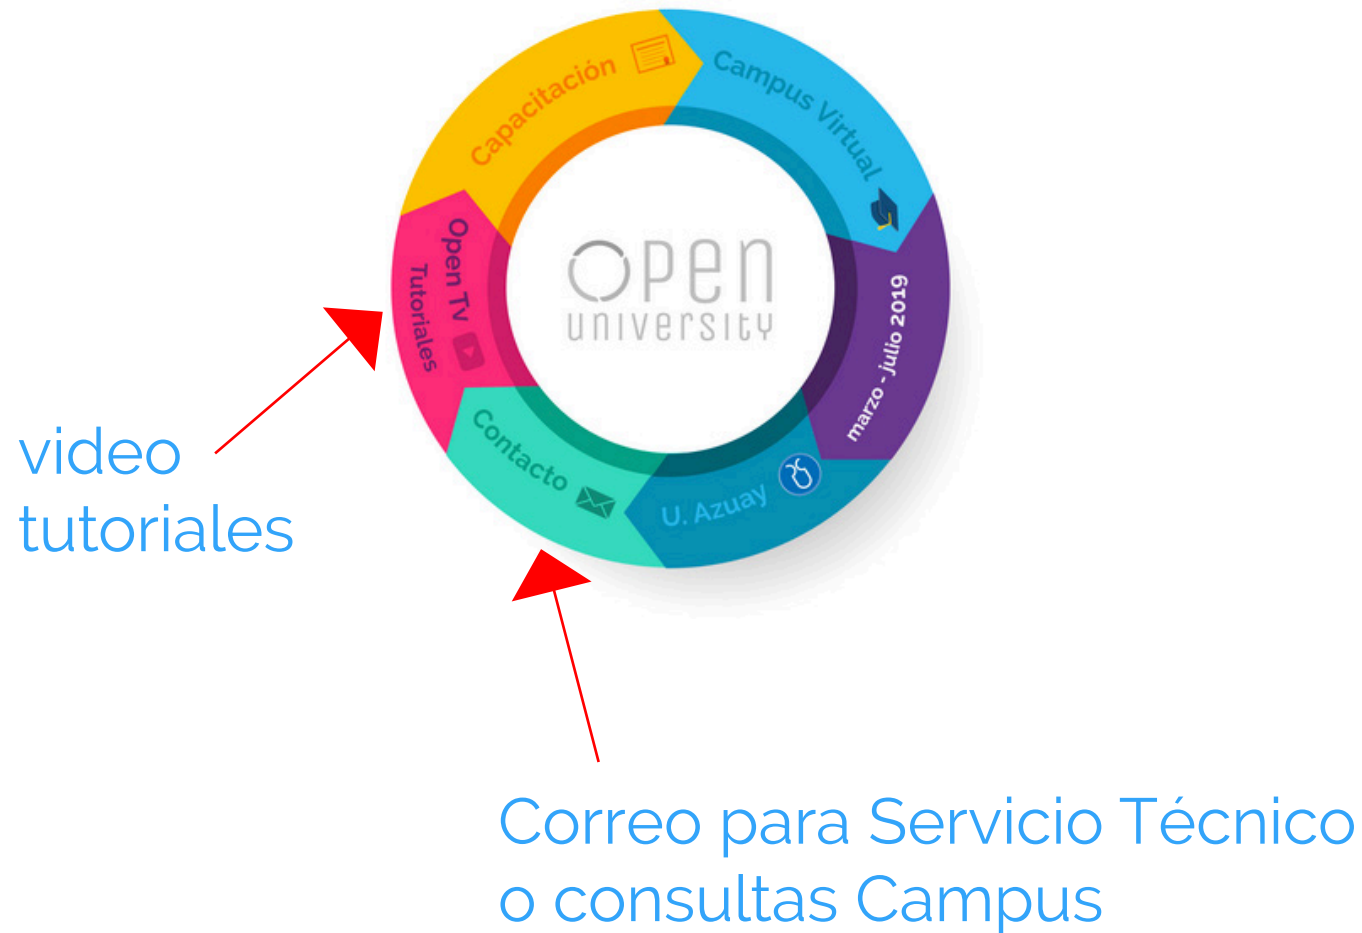 Capacitación
Campus Virtual
Open Tv
Tutoriales
OPEN
UNIVERSITY
marzo - julio 2019
Contacto
U. Azuay
video
tutoriales
Correo para Servicio Técnico
o consultas Campus